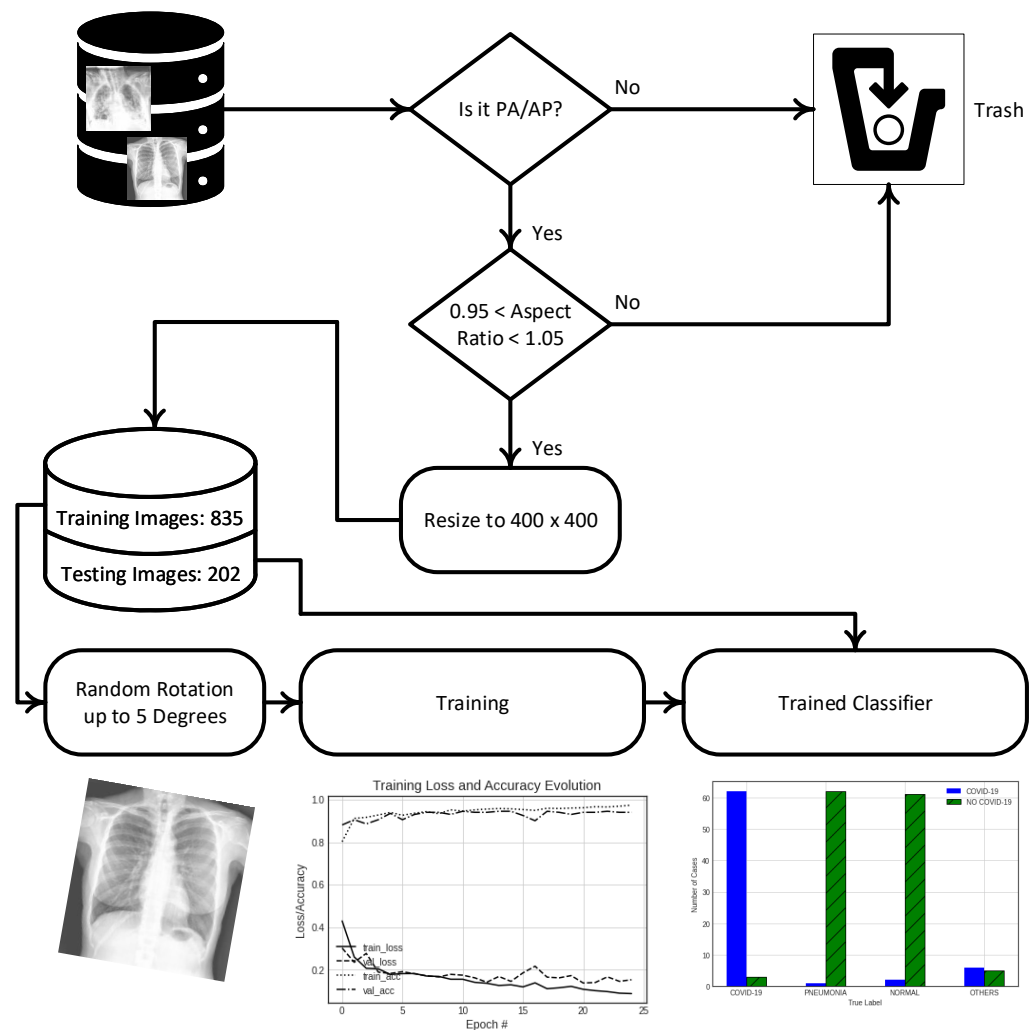 Is it PA/AP?
No
Trash
Yes
0.95 < Aspect
Ratio < 1.05
No
Yes
Resize to 400 x 400
Training Images: 835
Testing Images: 202
Random Rotation
up to 5 Degrees
Training
Trained Classifier
Training Loss and Accuracy Evolution
Loss/Accuracy
1.0
0.8
0.6
0.4
0.2
train_loss
val_loss
train_acc
val_acc
0 5 10 15 20 25
Epoch #
Number of Cases
60
50
40
30
20
10
0
COVID-19
NO COVID-19
COVID-19 PNEUMONIA NORMAL OTHERS
True Label